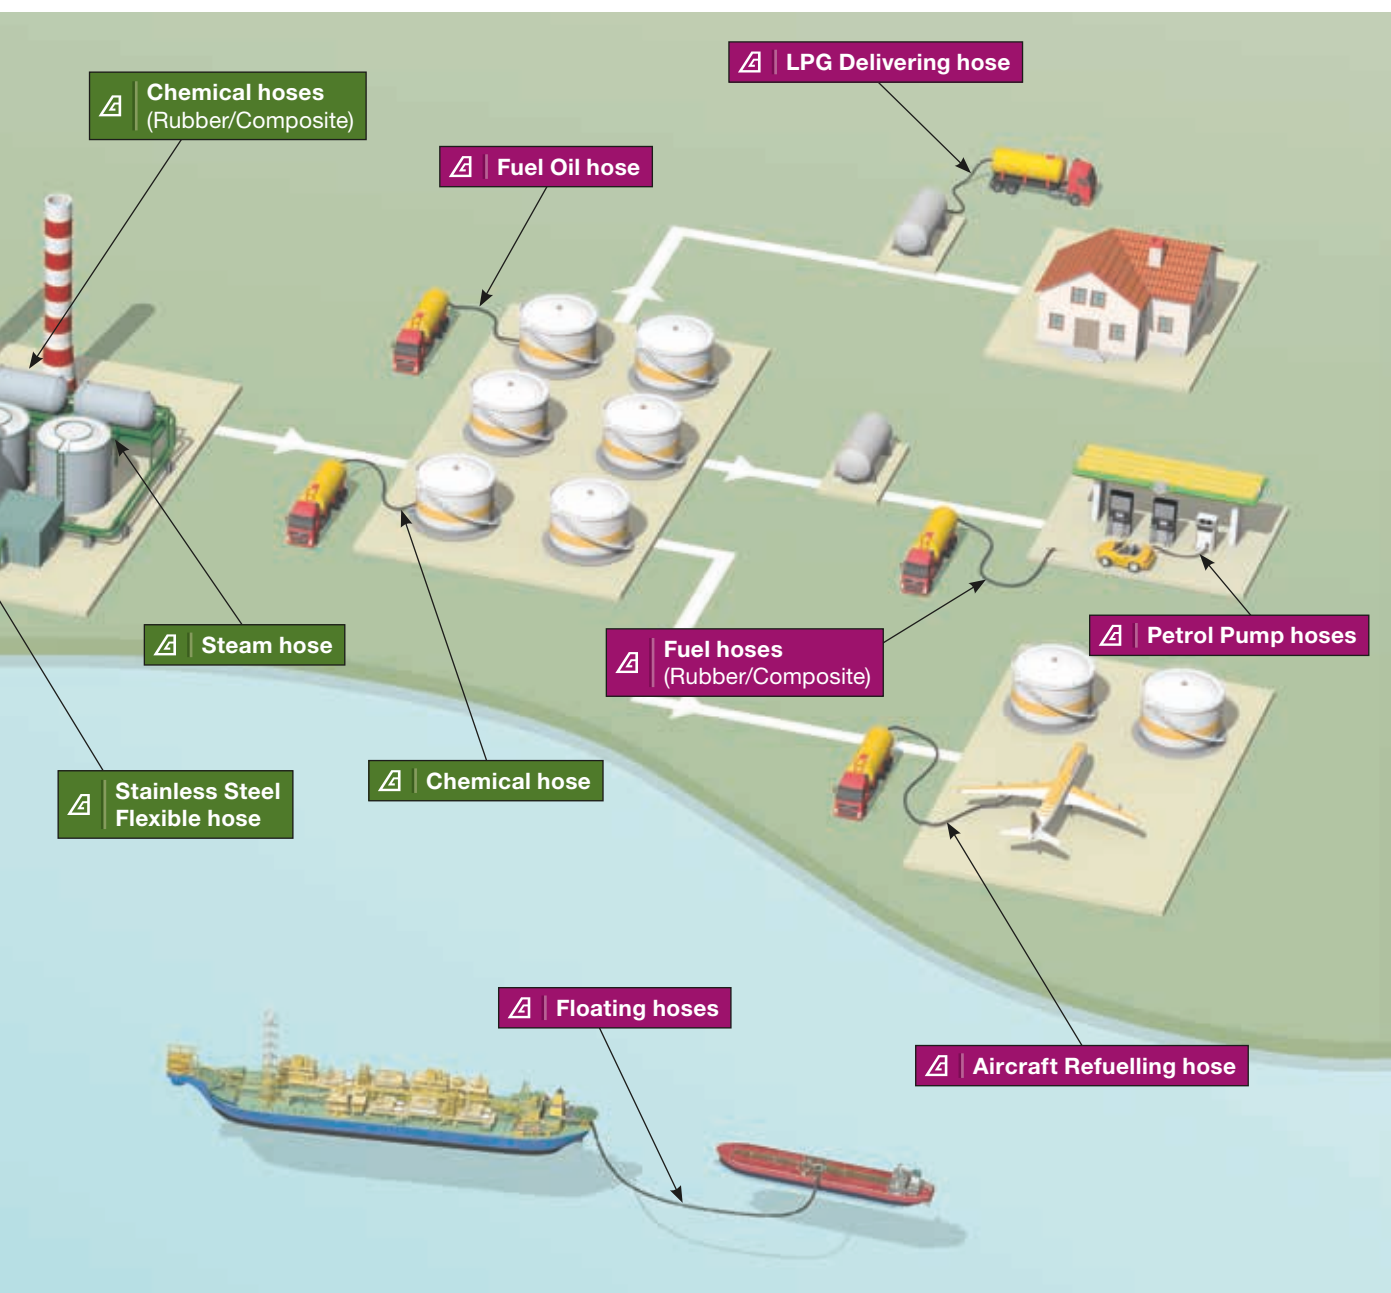 LPG Delivering hose
Chemical hoses
(Rubber/Composite)
Fuel Oil hose
Steam hose
Fuel hoses
(Rubber/Composite)
Petrol Pump hoses
Stainless Steel
Flexible hose
Chemical hose
Floating hoses
Aircraft Refuelling hose